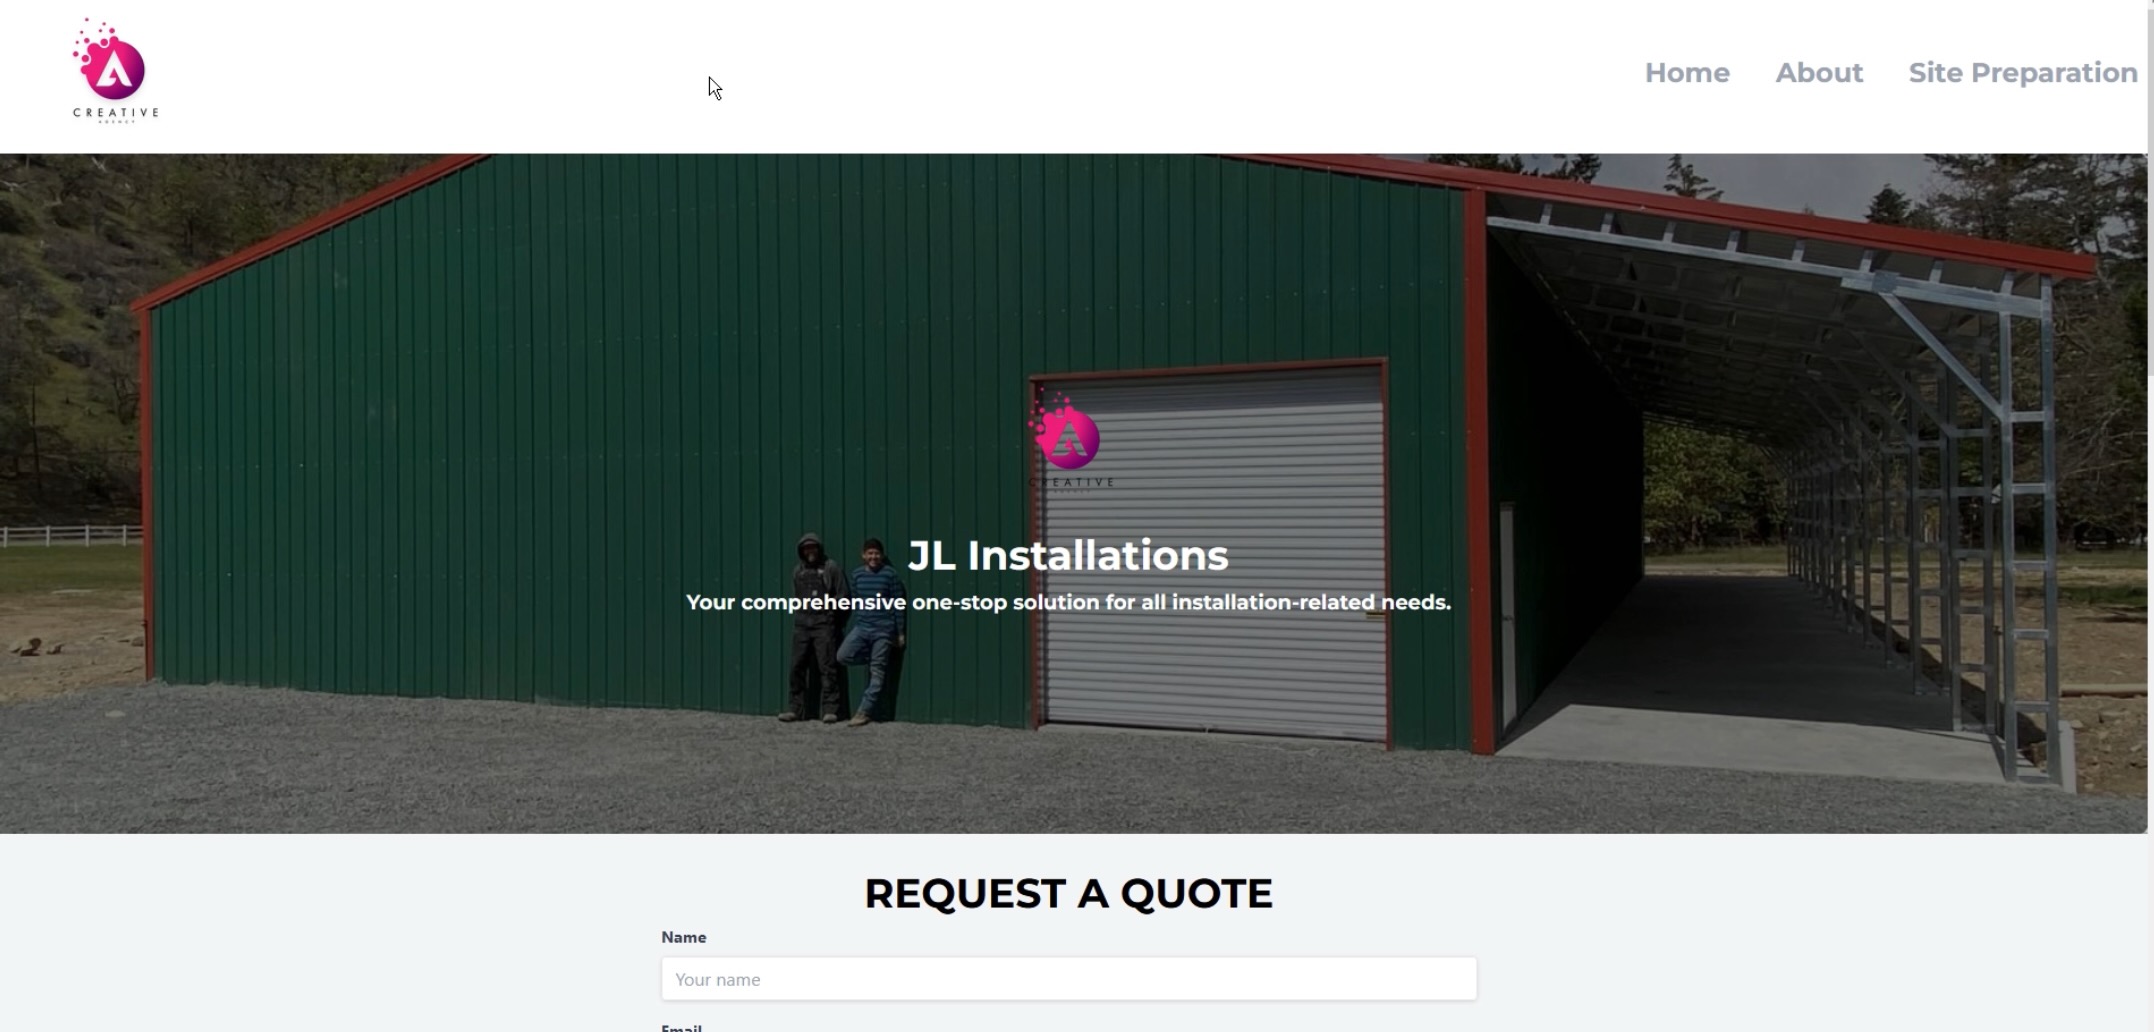 CREATIVE
AGENCY
Home About Site Preparation
CREATIVE
JL Installations
Your comprehensive one-stop solution for all installation-related needs.
REQUEST A QUOTE
Name
Your name
Email